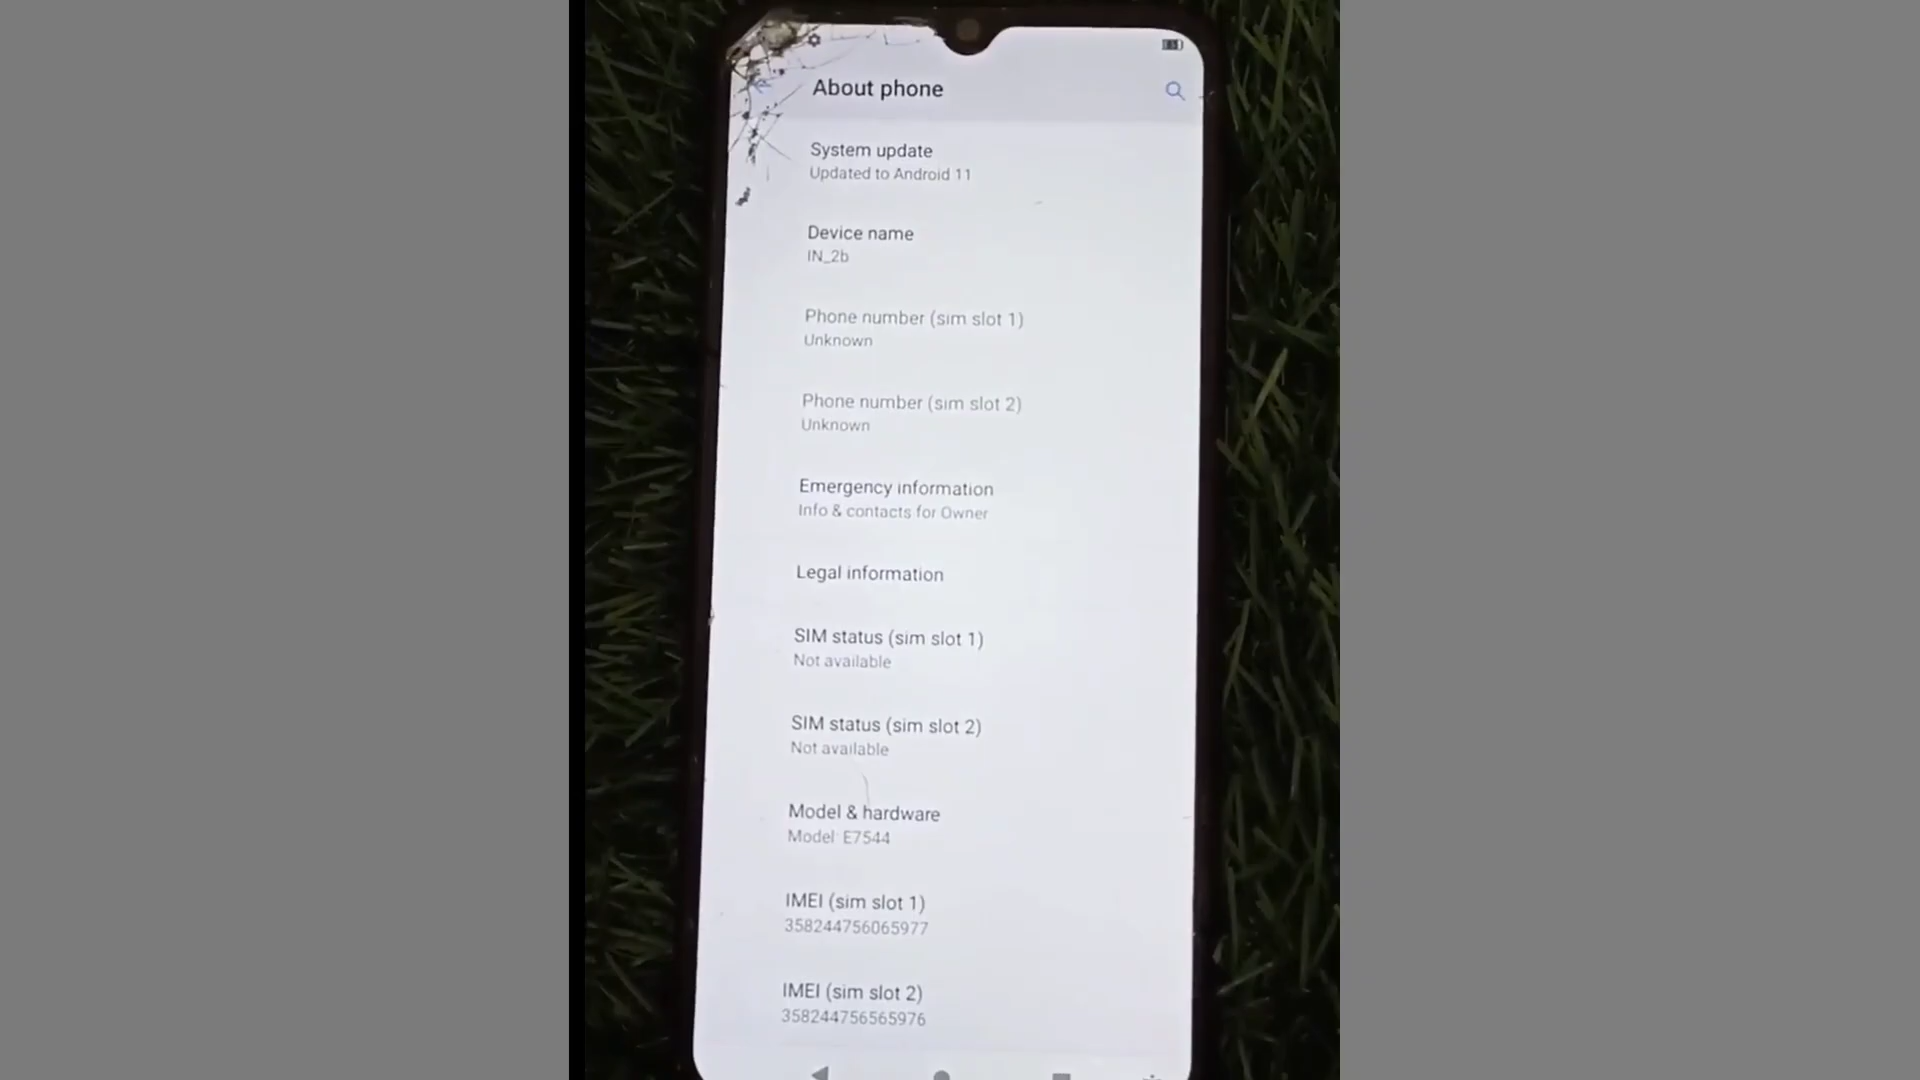 About phone
System update
Updated to Android 11
Device name
IN_2b
Phone number (sim slot 1)
Unknown
Phone number (sim slot 2)
Unknown
Emergency information
Info & contacts for Owner
Legal information
SIM status (sim slot 1)
Not available
SIM status (sim slot 2)
Not available
Model & hardware
Model: E7544
IMEI (sim slot 1)
358244756065977
IMEI (sim slot 2)
358244756565976